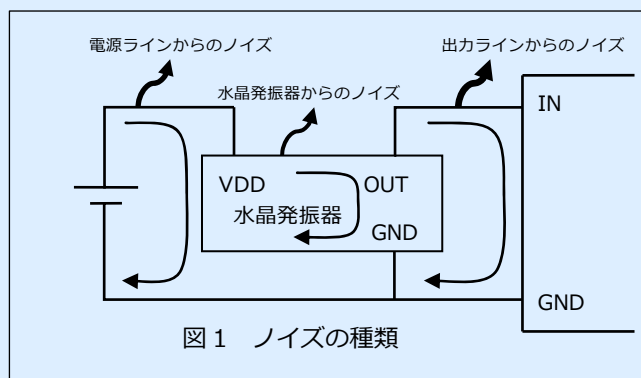 電源ラインからのノイズ
出力ラインからのノイズ
水晶発振器からのノイズ
IN
VDD
OUT
水晶発振器
GND
GND
図1 ノイズの種類